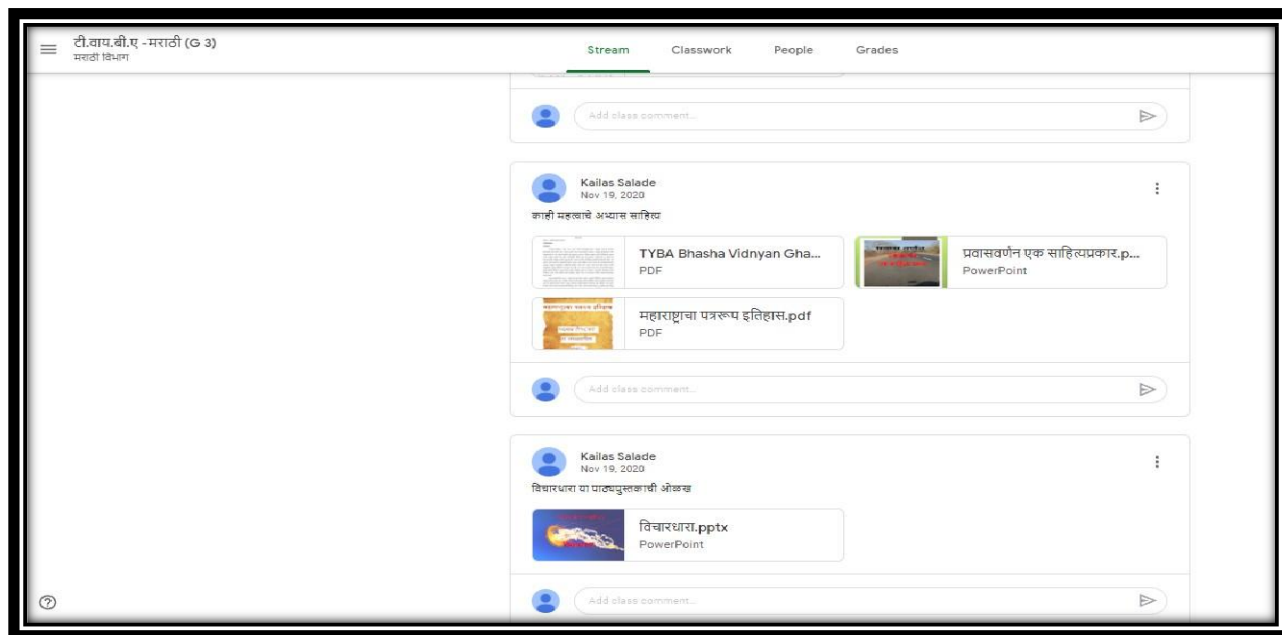 टी.वाय.बी.ए -मराठी (G 3)
मराठी विभाग
Stream Classwork People Grades
Add class comment...
Kailas Salade
Nov 19, 2020
काही महत्वाचे अभ्यास साहित्य
TYBA Bhasha Vidnyan Gha...
PDF
प्रवासवर्णन एक साहित्यप्रकार.p...
PowerPoint
महाराष्ट्राचा पत्ररूप इतिहास.pdf
PDF
Add class comment...
Kailas Salade
Nov 19, 2020
विचारधारा या पाठ्यपुस्तकाची ओळख
विचारधारा.pptx
PowerPoint
Add class comment...